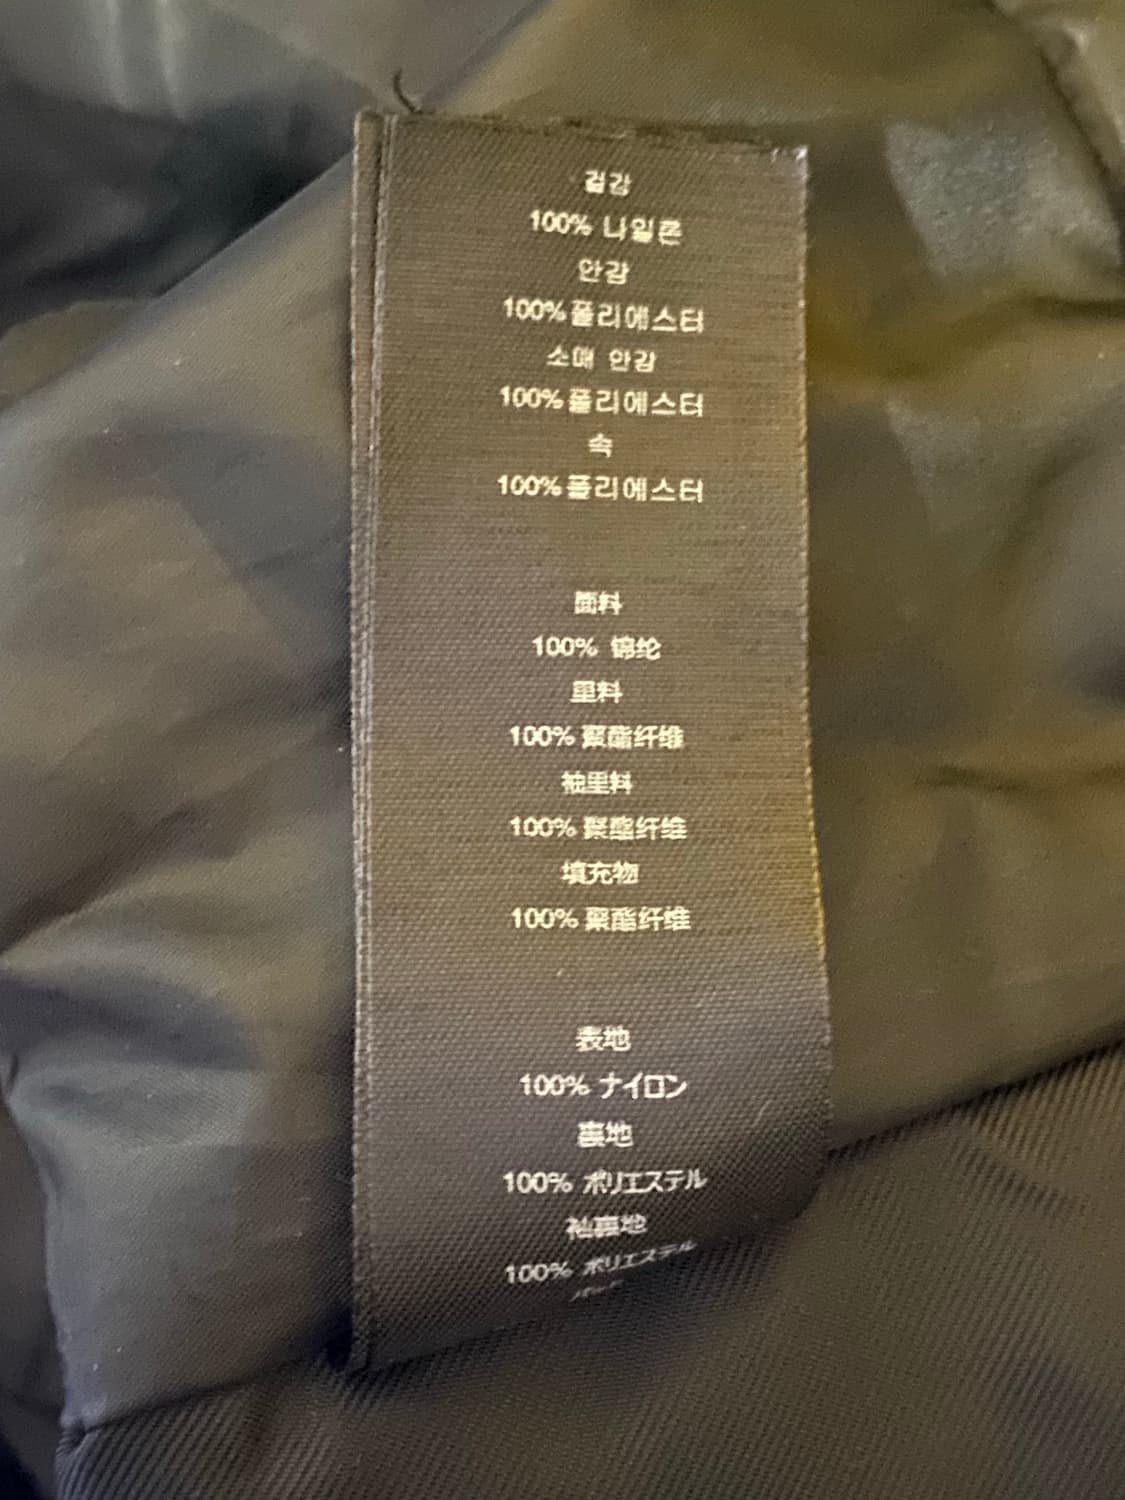 겉감
100% 나일론
안감
100% 폴리에스터
소매 안감
100% 폴리에스터
속
100% 폴리에스터
面料
100% 锦纶
里料
100% 聚酯纤维
袖里料
100% 聚酯纤维
填充物
100% 聚酯纤维
表地
100% ナイロン
裏地
100% ポリエステル
袖裏地
100% ポリエステル